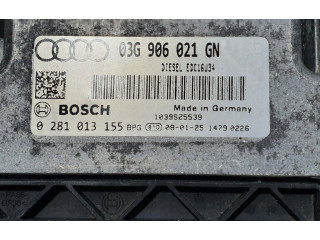 03G 906 021 GN
DIESEL EDC16U34
BOSCH
Made in Germany
1039S25539
0 281 013 155 BPG 08-01-25 1479 0226